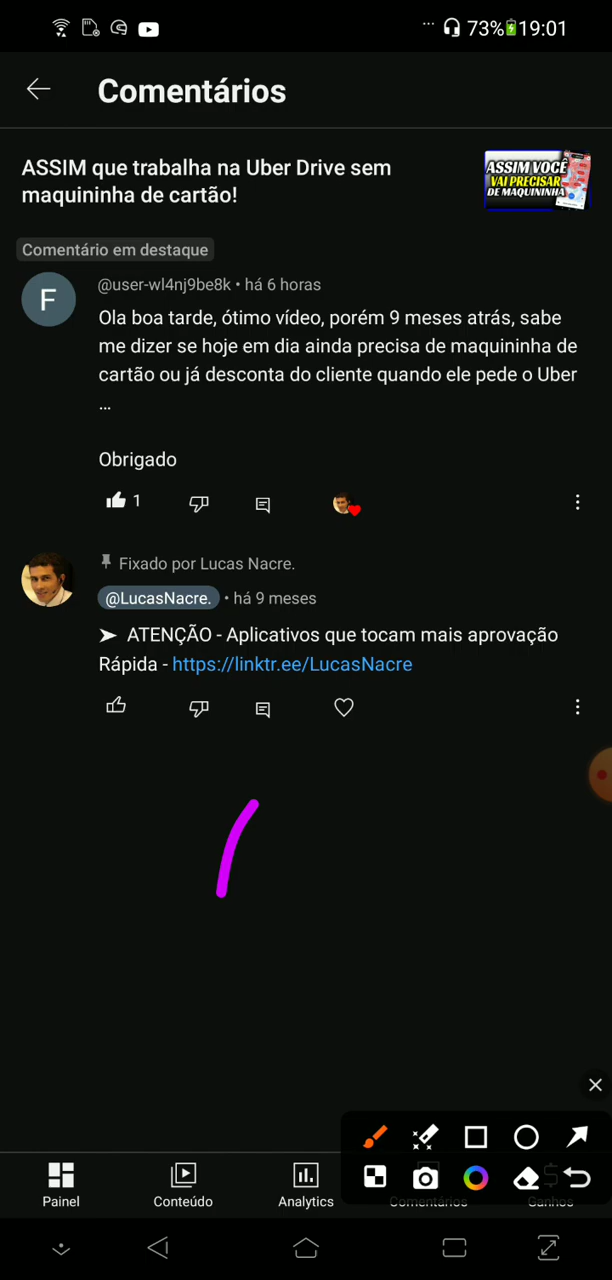 73% 19:01
Comentários
ASSIM que trabalha na Uber Drive sem
maquininha de cartão!
ASSIM VOCÊ
VAI PRECISAR
DE MAQUININHA
Comentário em destaque
F
@user-wl4nj9be8k • há 6 horas
Ola boa tarde, ótimo vídeo, porém 9 meses atrás, sabe
me dizer se hoje em dia ainda precisa de maquininha de
cartão ou já desconta do cliente quando ele pede o Uber
...
Obrigado
1
Fixado por Lucas Nacre.
@LucasNacre. • há 9 meses
➤ ATENÇÃO - Aplicativos que tocam mais aprovação
Rápida - https://linktr.ee/LucasNacre
Painel
Conteúdo
Analytics
Comentários
Ganhos